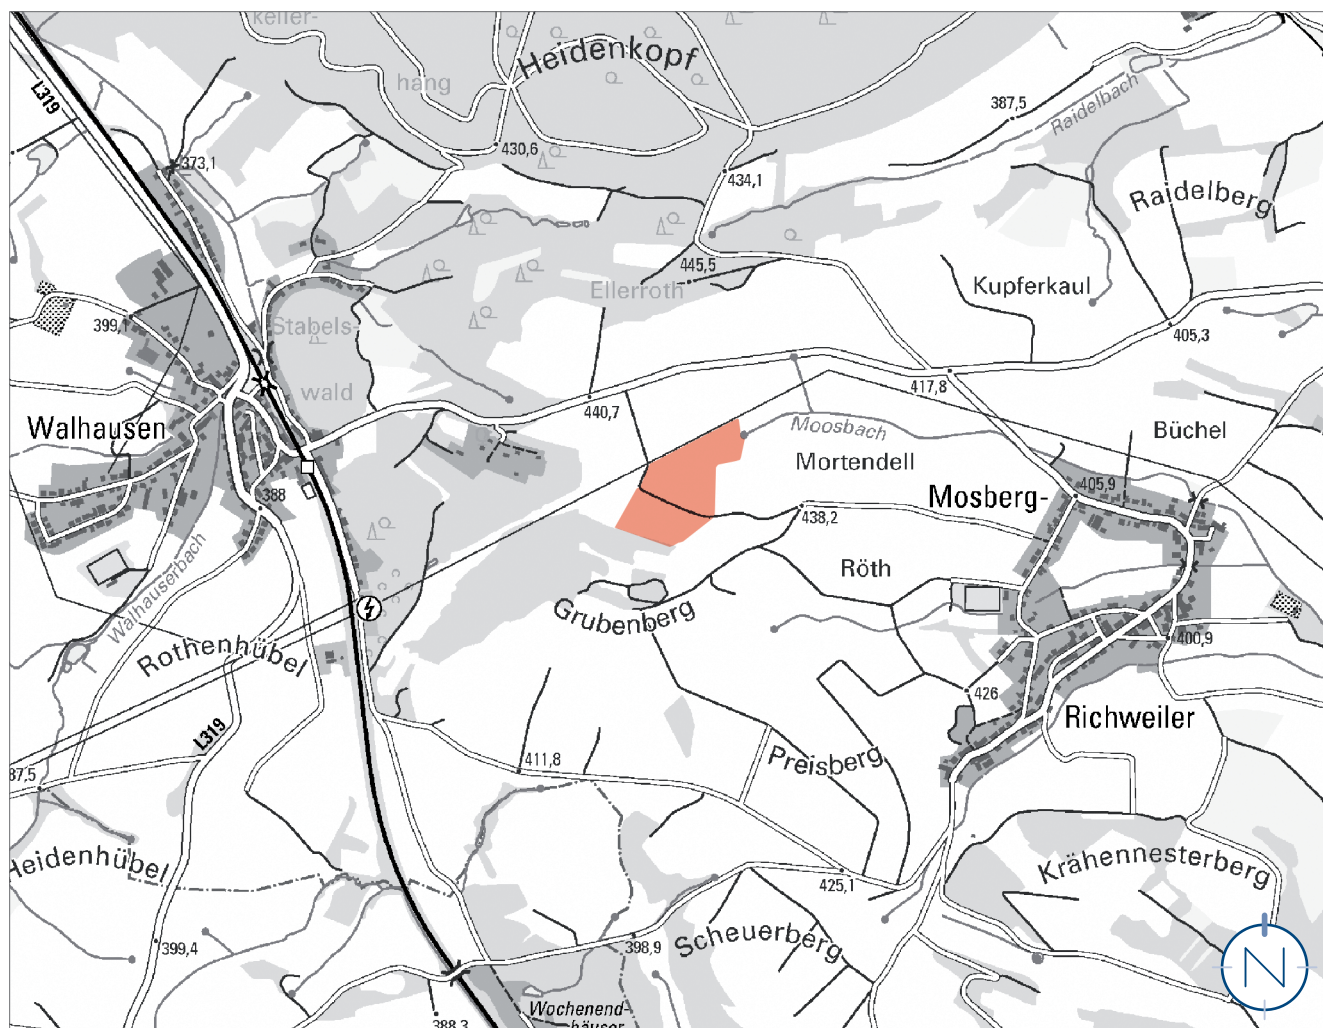 keller-
hang
Heidenkopf
L319
387,5
Raidelbach
430,6
373,1
434,1
Raidelberg
445,5
Ellerroth
Kupferkaul
399,1
Stabels-
wald
405,3
417,8
440,7
Walhausen
Moosbach
Büchel
Mortendell
Mosberg-
405,9
388
438,2
Walhauserbach
Röth
Grubenberg
400,9
Rothenhübel
426
Richweiler
L319
411,8
Preisberg
87,5
Heidenhübel
Krähennesterberg
425,1
399,4
398,9
Scheuerberg
N
Wochenend-
häuser
388,3